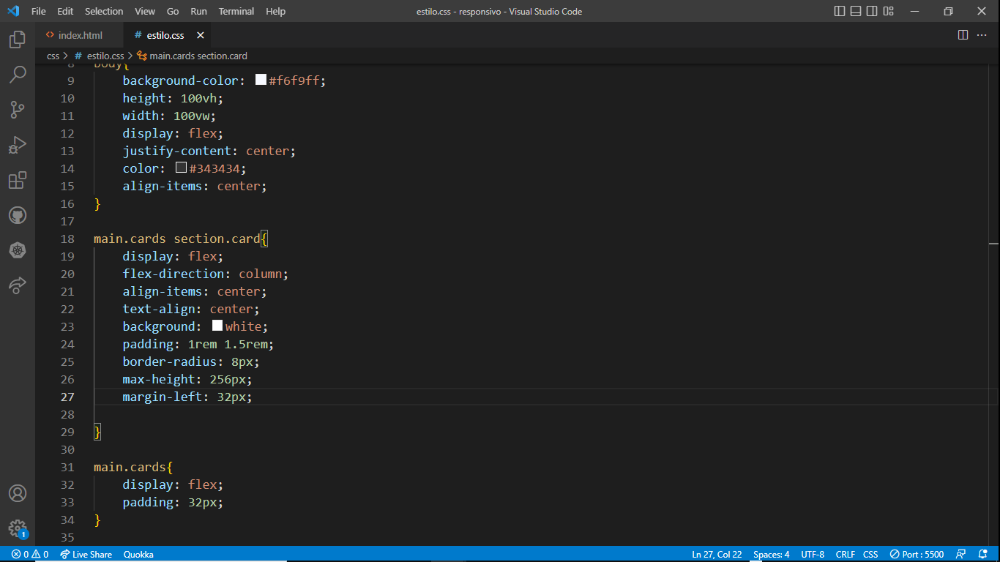 File Edit Selection View Go Run Terminal Help estilo.css - responsivo - Visual Studio Code
<> index.html # estilo.css ×
css > # estilo.css > main.cards section.card
8 body{
9 background-color: #f6f9ff;
10 height: 100vh;
11 width: 100vw;
12 display: flex;
13 justify-content: center;
14 color: #343434;
15 align-items: center;
16 }
17
18 main.cards section.card{
19 display: flex;
20 flex-direction: column;
21 align-items: center;
22 text-align: center;
23 background: white;
24 padding: 1rem 1.5rem;
25 border-radius: 8px;
26 max-height: 256px;
27 margin-left: 32px;
28
29 }
30
31 main.cards{
32 display: flex;
33 padding: 32px;
34 }
35
1
0 0 Live Share Quokka Ln 27, Col 22 Spaces: 4 UTF-8 CRLF CSS Port : 5500